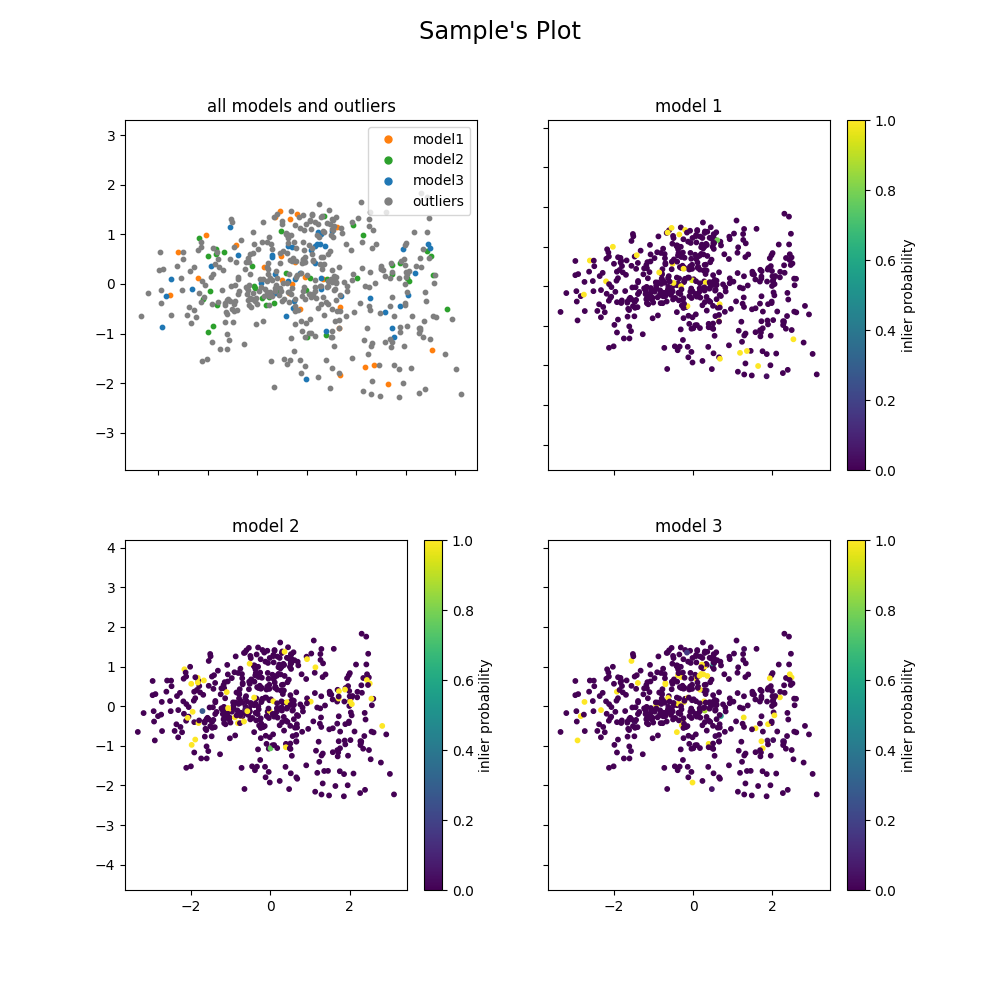 Sample's Plot
all models and outliers
model1
model2
model3
outliers
3
2
1
0
−1
−2
−3
model 1
1.0
0.8
0.6
0.4
0.2
0.0
inlier probability
model 2
4
3
2
1
0
−1
−2
−3
−4
−2 0 2
1.0
0.8
0.6
0.4
0.2
0.0
inlier probability
model 3
−2 0 2
1.0
0.8
0.6
0.4
0.2
0.0
inlier probability